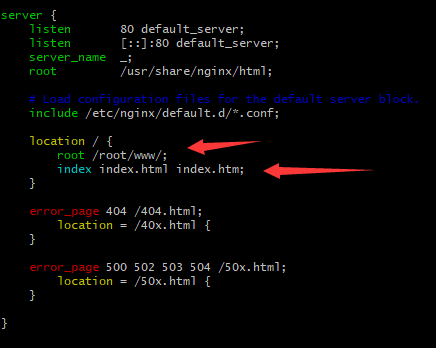 server {
    listen       80 default_server;
    listen       [::]:80 default_server;
    server_name  _;
    root         /usr/share/nginx/html;

    # Load configuration files for the default server block.
    include /etc/nginx/default.d/*.conf;

    location / {
        root /root/www/;
        index index.html index.htm;
    }

    error_page 404 /404.html;
        location = /40x.html {
    }

    error_page 500 502 503 504 /50x.html;
        location = /50x.html {
    }

}